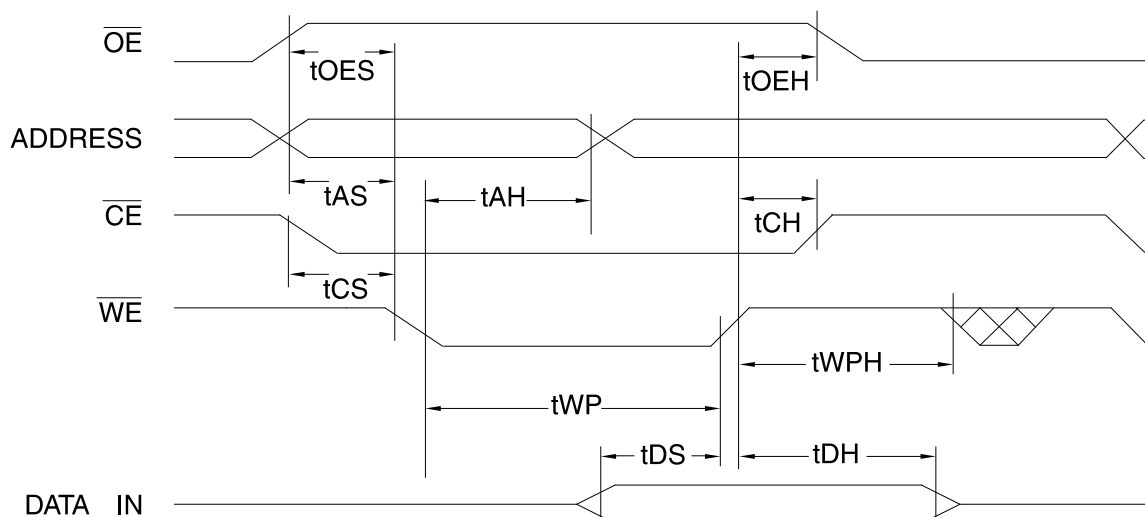 OE
tOES
tOEH
ADDRESS
tAS
tAH
CE
tCH
tCS
WE
tWPH
tWP
tDS
tDH
DATA IN